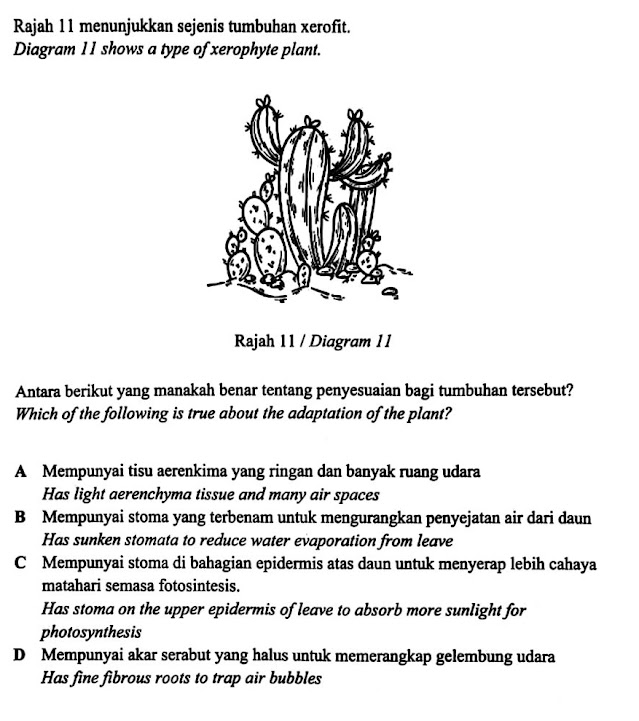 Rajah 11 menunjukkan sejenis tumbuhan xerofit.
Diagram 11 shows a type of xerophyte plant.
Rajah 11 / Diagram 11
Antara berikut yang manakah benar tentang penyesuaian bagi tumbuhan tersebut?
Which of the following is true about the adaptation of the plant?
A Mempunyai tisu aerenkima yang ringan dan banyak ruang udara
Has light aerenchyma tissue and many air spaces
B Mempunyai stoma yang terbenam untuk mengurangkan penyejatan air dari daun
Has sunken stomata to reduce water evaporation from leave
C Mempunyai stoma di bahagian epidermis atas daun untuk menyerap lebih cahaya
matahari semasa fotosintesis.
Has stoma on the upper epidermis of leave to absorb more sunlight for
photosynthesis
D Mempunyai akar serabut yang halus untuk memerangkap gelembung udara
Has fine fibrous roots to trap air bubbles